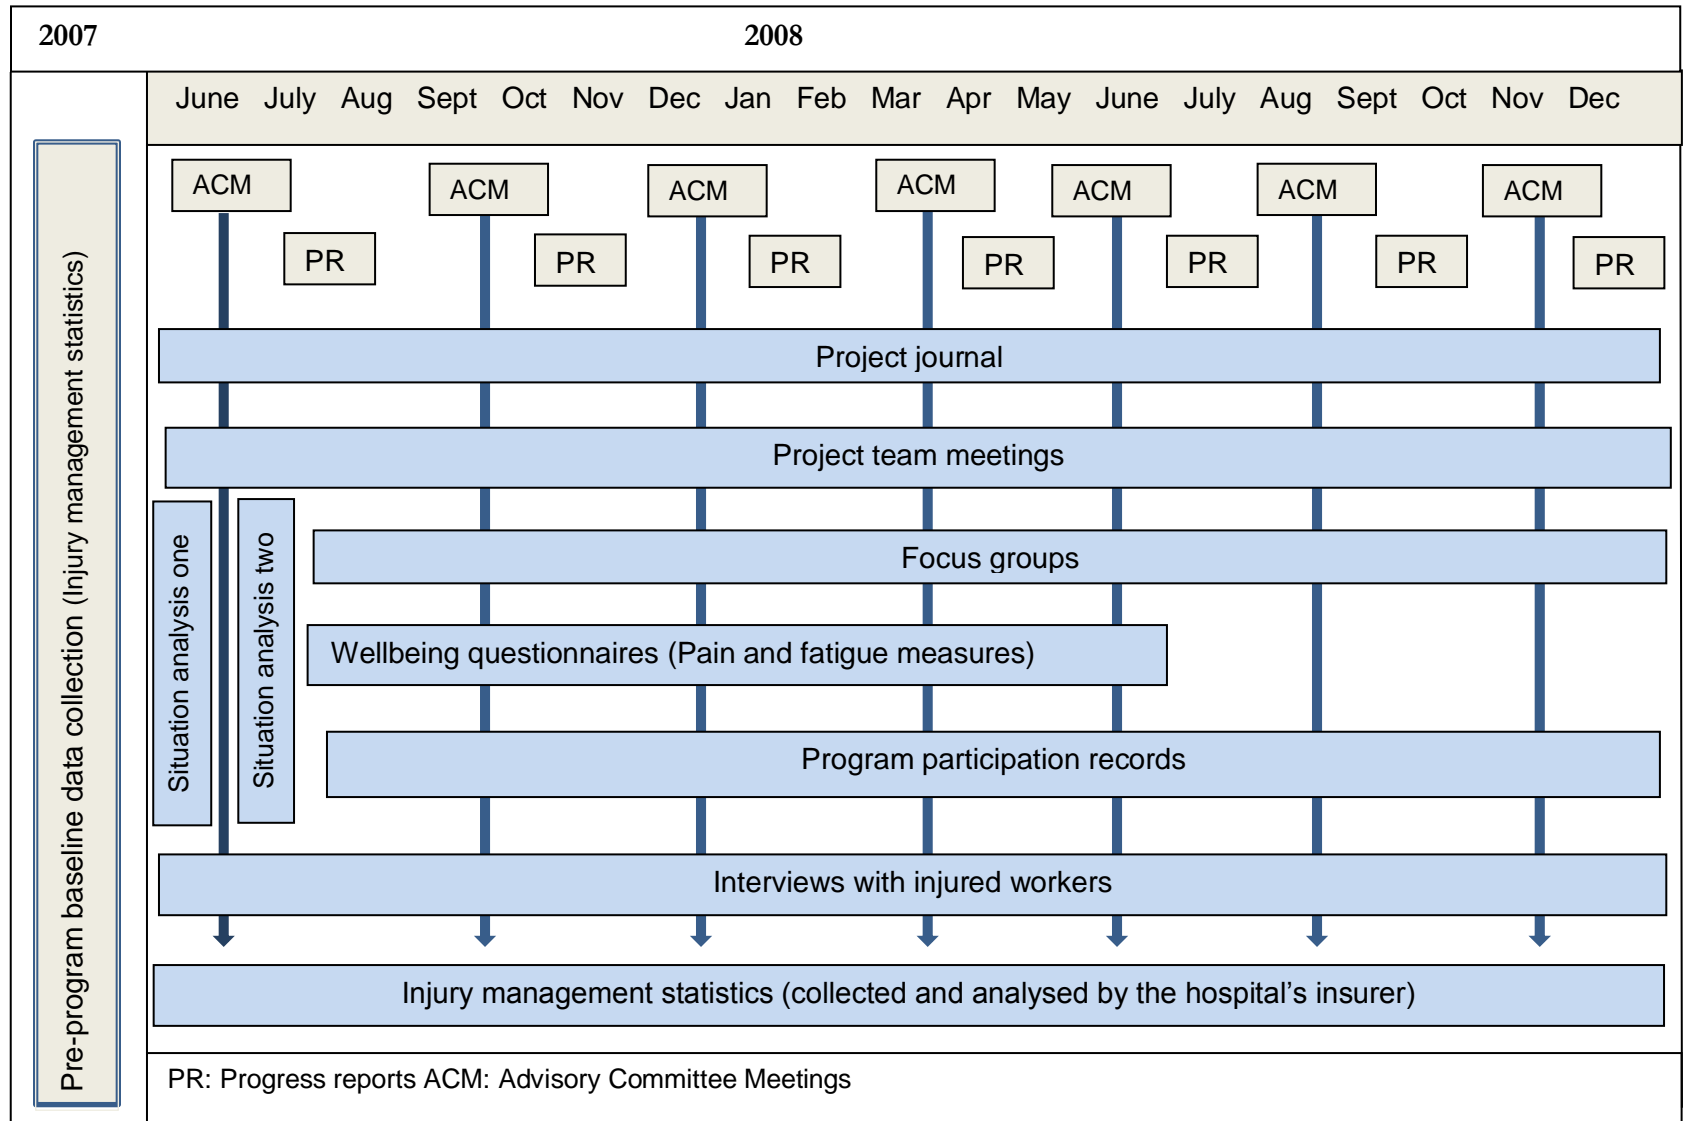 2007 2008
June July Aug Sept Oct Nov Dec Jan Feb Mar Apr May June July Aug Sept Oct Nov Dec
Pre-program baseline data collection (Injury management statistics)
ACM ACM ACM ACM ACM ACM ACM
PR PR PR PR PR PR PR
Project journal
Project team meetings
Situation analysis one
Situation analysis two
Focus groups
Wellbeing questionnaires (Pain and fatigue measures)
Program participation records
Interviews with injured workers
Injury management statistics (collected and analysed by the hospital’s insurer)
PR: Progress reports ACM: Advisory Committee Meetings